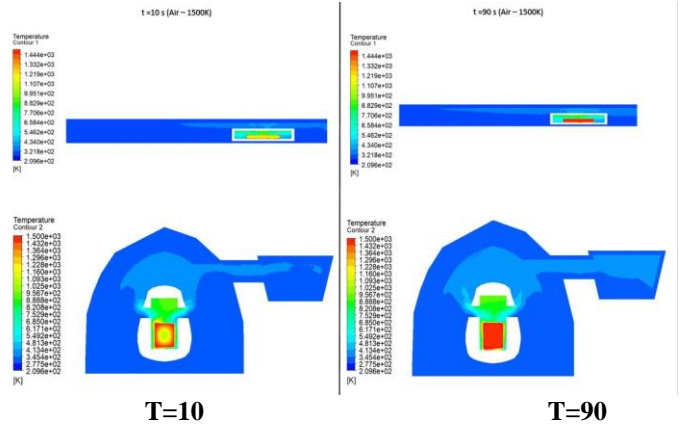 t =10 s (Air – 1500K)
Temperature
Contour 1
1.444e+03
1.332e+03
1.219e+03
1.107e+03
9.951e+02
8.829e+02
7.706e+02
6.584e+02
5.462e+02
4.340e+02
3.218e+02
2.096e+02
[K]
Temperature
Contour 2
1.500e+03
1.432e+03
1.364e+03
1.296e+03
1.228e+03
1.160e+03
1.093e+03
1.025e+03
9.567e+02
8.888e+02
8.208e+02
7.529e+02
6.850e+02
6.171e+02
5.492e+02
4.813e+02
4.134e+02
3.454e+02
2.775e+02
2.096e+02
[K]
T=10
t =90 s (Air – 1500K)
Temperature
Contour 1
1.444e+03
1.332e+03
1.219e+03
1.107e+03
9.951e+02
8.829e+02
7.706e+02
6.584e+02
5.462e+02
4.340e+02
3.218e+02
2.096e+02
[K]
Temperature
Contour 2
1.500e+03
1.432e+03
1.364e+03
1.296e+03
1.228e+03
1.160e+03
1.093e+03
1.025e+03
9.567e+02
8.888e+02
8.208e+02
7.529e+02
6.850e+02
6.171e+02
5.492e+02
4.813e+02
4.134e+02
3.454e+02
2.775e+02
2.096e+02
[K]
T=90